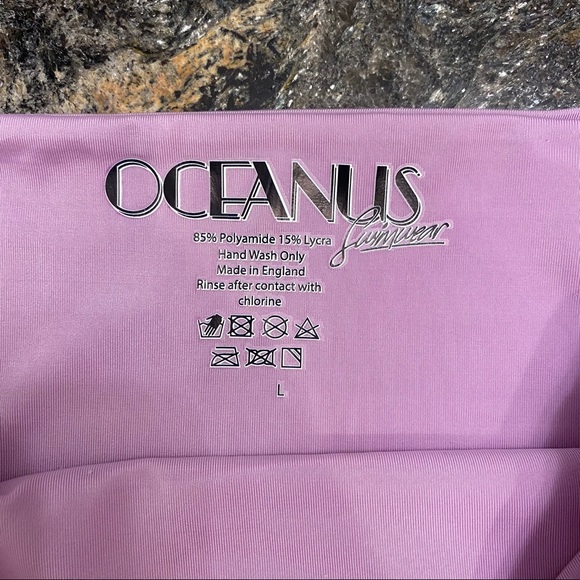 OCEANUS
Swimwear
85% Polyamide 15% Lycra
Hand Wash Only
Made in England
Rinse after contact with
chlorine
L